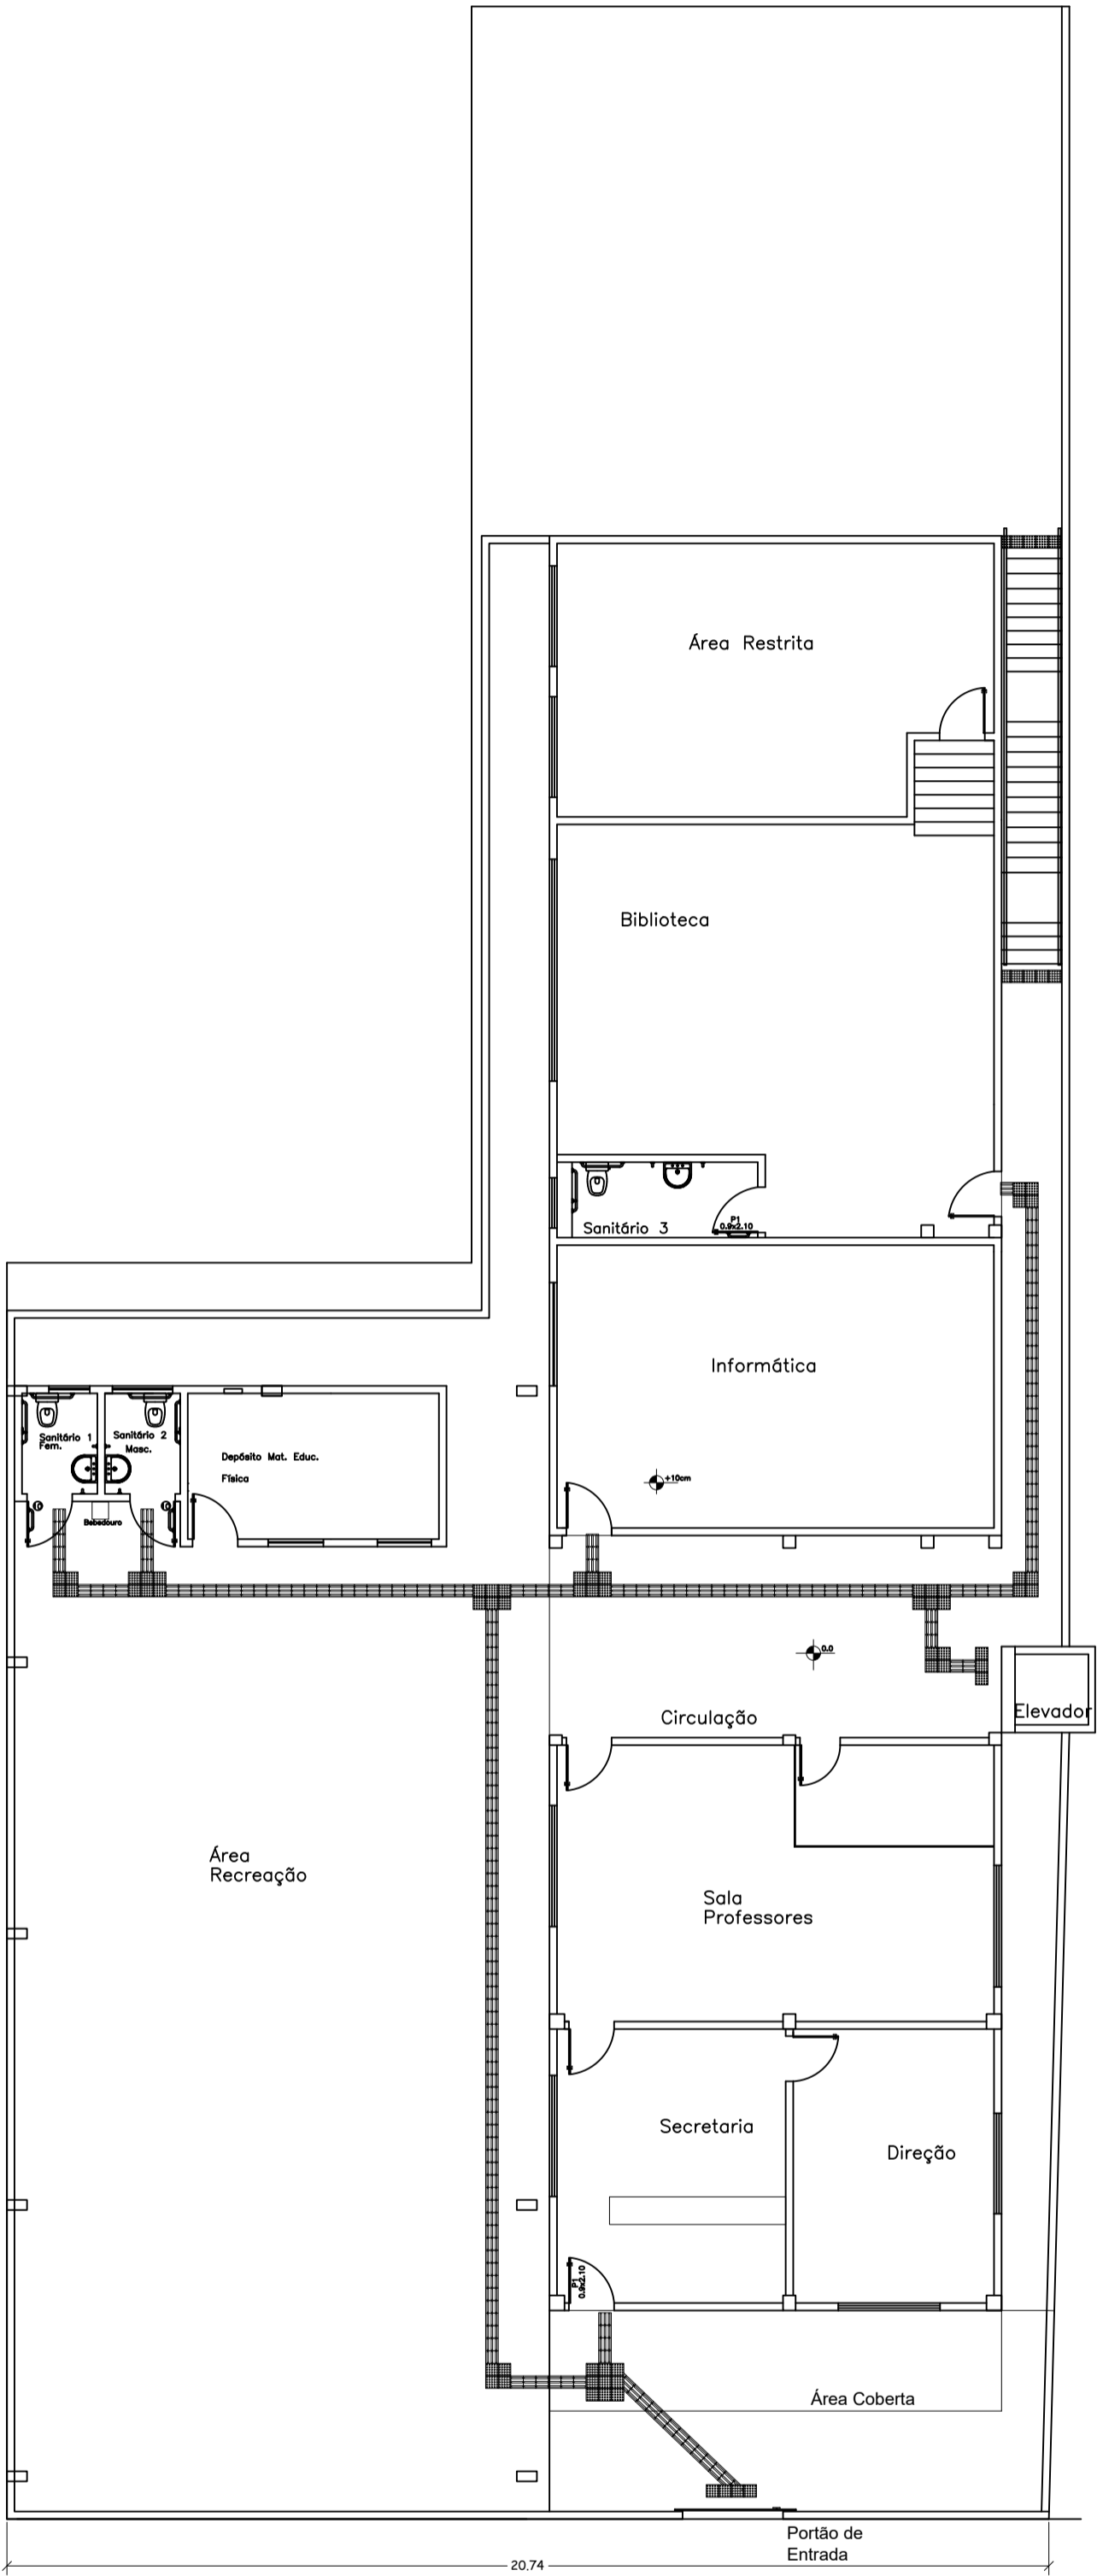 Área Restrita
Biblioteca
P1
0.9x2.10
Sanitário 3
Informática
Sanitário 1
Fem.
Sanitário 2
Masc.
Depósito Mat. Educ.
Física
+10cm
Bebedouro
0.0
Elevador
Circulação
Área
Recreação
Sala
Professores
Secretaria
Direção
P1
0.9x2.10
Área Coberta
Portão de
Entrada
20.74